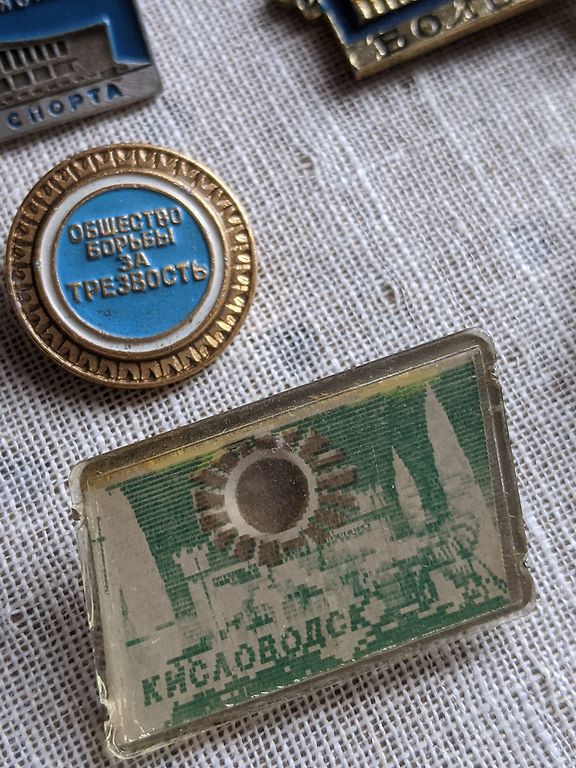 СПОРТА
ОБЩЕСТВО
БОРЬБЫ
ЗА
ТРЕЗВОСТЬ
КИСЛОВОДСК